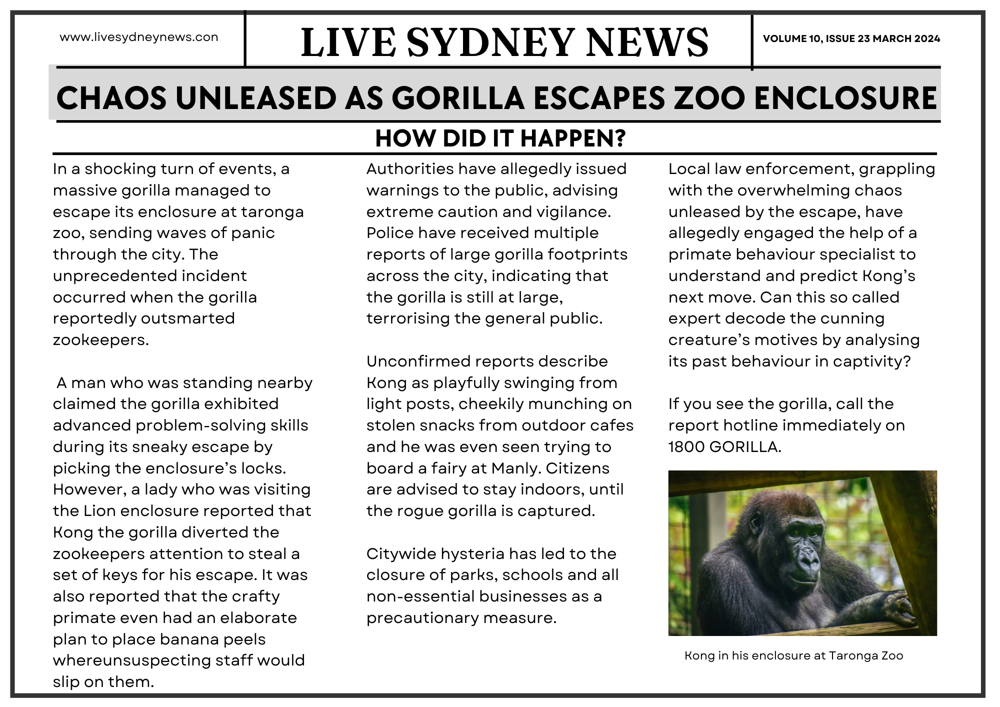 www.livesydneynews.con
LIVE SYDNEY NEWS
VOLUME 10, ISSUE 23 MARCH 2024
CHAOS UNLEASED AS GORILLA ESCAPES ZOO ENCLOSURE
HOW DID IT HAPPEN?
In a shocking turn of events, a
massive gorilla managed to
escape its enclosure at taronga
zoo, sending waves of panic
through the city. The
unprecedented incident
occurred when the gorilla
reportedly outsmarted
zookeepers.
A man who was standing nearby
claimed the gorilla exhibited
advanced problem-solving skills
during its sneaky escape by
picking the enclosure’s locks.
However, a lady who was visiting
the Lion enclosure reported that
Kong the gorilla diverted the
zookeepers attention to steal a
set of keys for his escape. It was
also reported that the crafty
primate even had an elaborate
plan to place banana peels
whereunsuspecting staff would
slip on them.
Authorities have allegedly issued
warnings to the public, advising
extreme caution and vigilance.
Police have received multiple
reports of large gorilla footprints
across the city, indicating that
the gorilla is still at large,
terrorising the general public.
Unconfirmed reports describe
Kong as playfully swinging from
light posts, cheekily munching on
stolen snacks from outdoor cafes
and he was even seen trying to
board a fairy at Manly. Citizens
are advised to stay indoors, until
the rogue gorilla is captured.
Citywide hysteria has led to the
closure of parks, schools and all
non-essential businesses as a
precautionary measure.
Local law enforcement, grappling
with the overwhelming chaos
unleased by the escape, have
allegedly engaged the help of a
primate behaviour specialist to
understand and predict Kong’s
next move. Can this so called
expert decode the cunning
creature’s motives by analysing
its past behaviour in captivity?
If you see the gorilla, call the
report hotline immediately on
1800 GORILLA.
Kong in his enclosure at Taronga Zoo